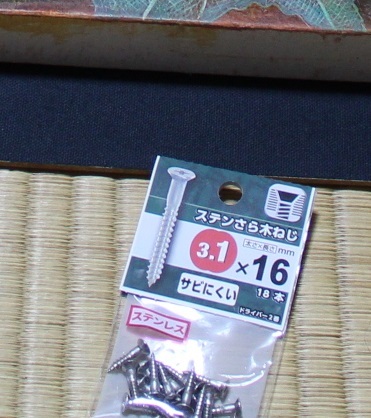 ステンさら木ねじ
太さ×長さ mm
3.1×16
サビにくい
18本
ドライバー2番
ステンレス